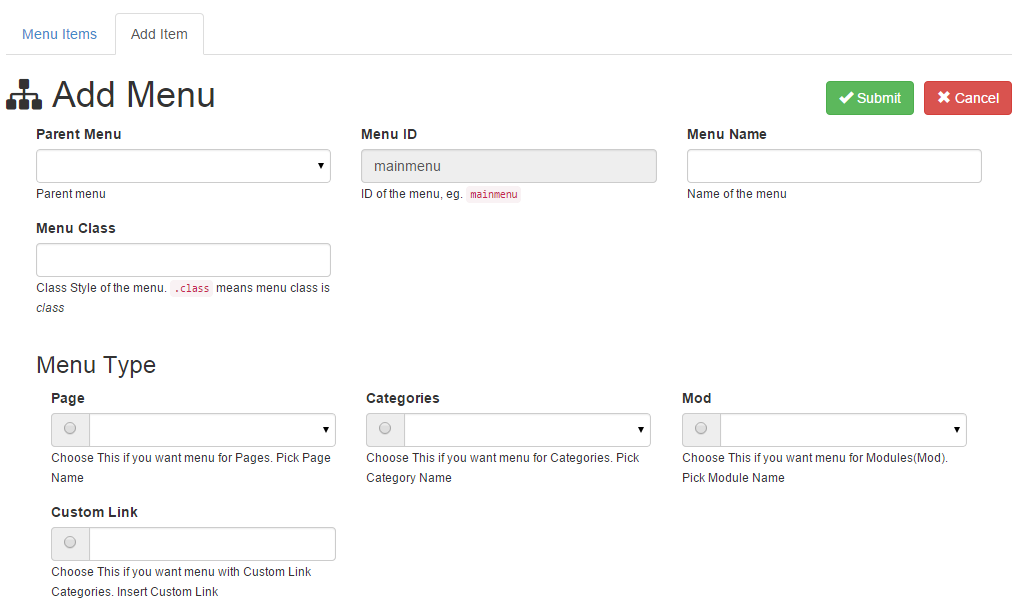 Menu Items
Add Item
Add Menu
Submit
Cancel
Parent Menu
Parent menu
Menu ID
mainmenu
ID of the menu, eg. mainmenu
Menu Name
Name of the menu
Menu Class
Class Style of the menu. .class means menu class is
class
Menu Type
Page
Choose This if you want menu for Pages. Pick Page
Name
Categories
Choose This if you want menu for Categories. Pick
Category Name
Mod
Choose This if you want menu for Modules(Mod).
Pick Module Name
Custom Link
Choose This if you want menu with Custom Link
Categories. Insert Custom Link